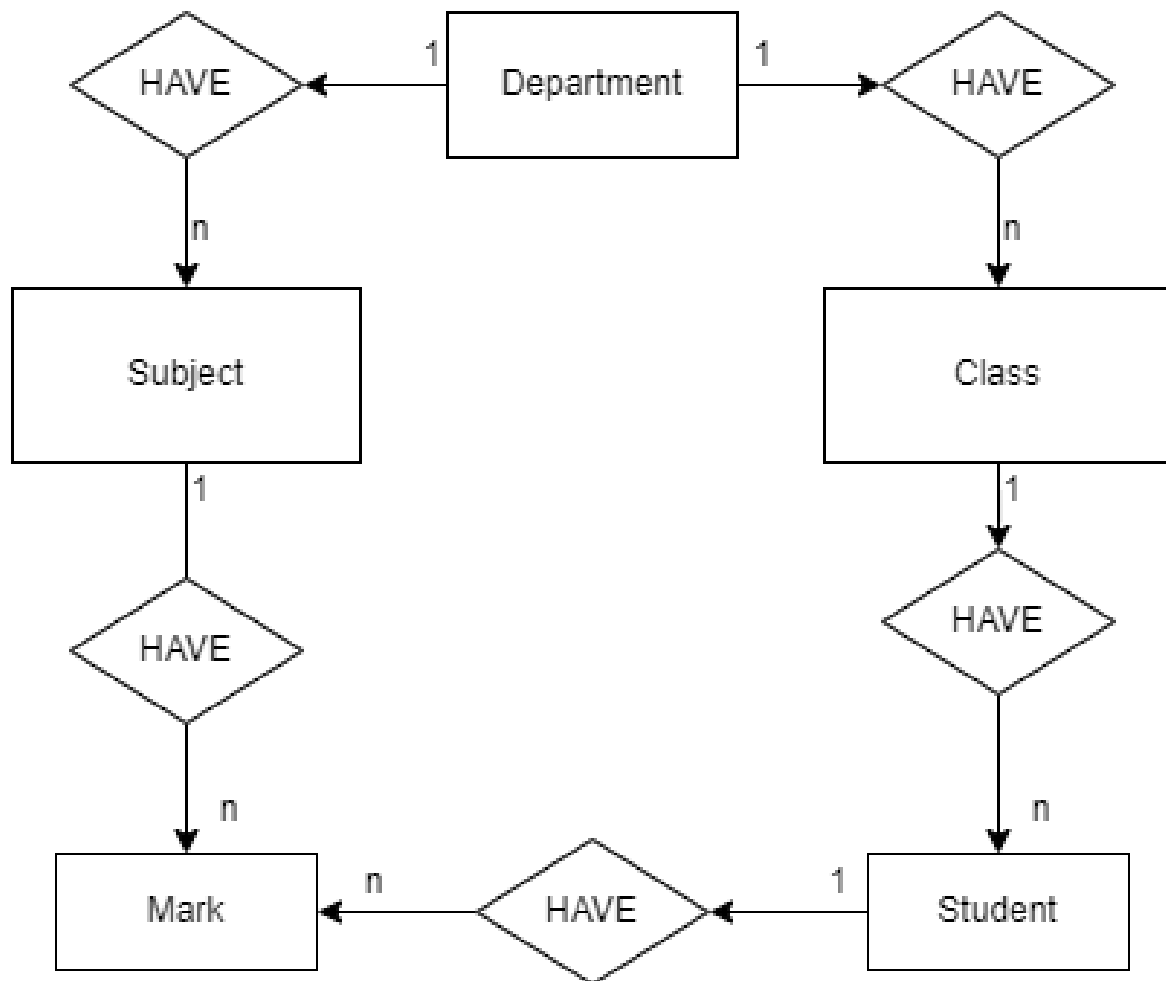 HAVE
1
Department
1
HAVE
n
n
Subject
Class
1
1
HAVE
HAVE
n
n
Mark
n
HAVE
1
Student